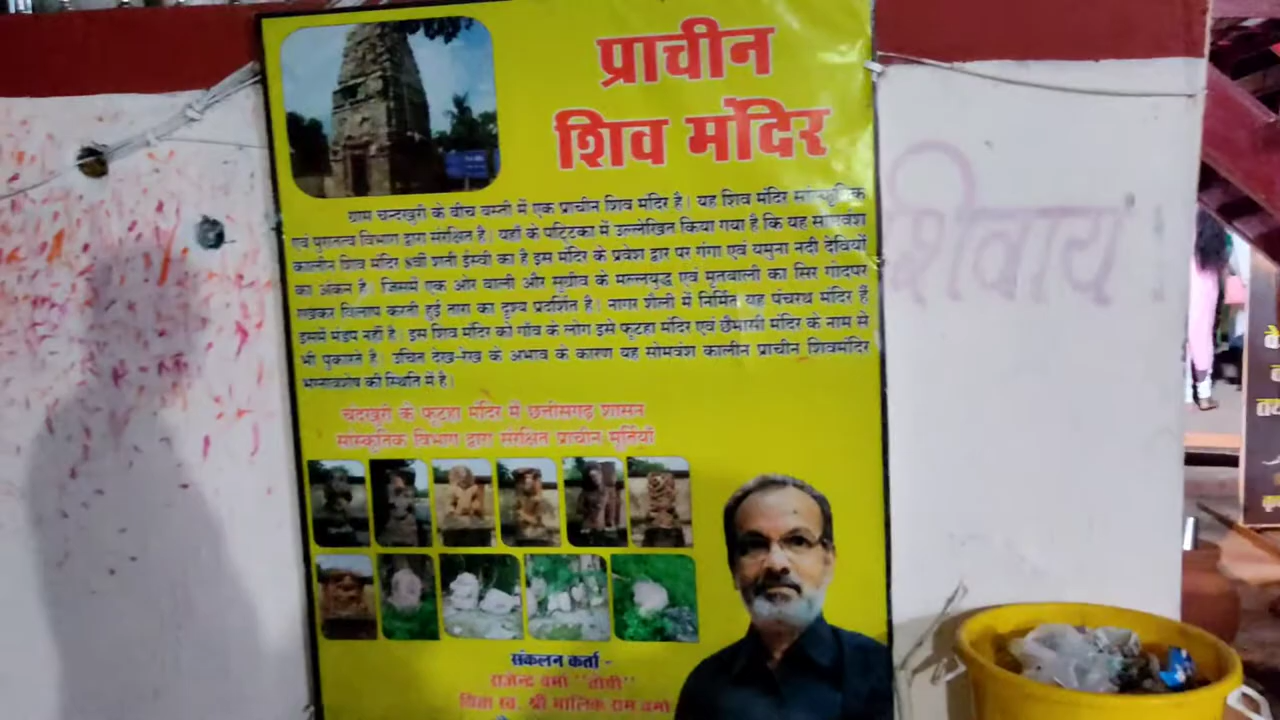 प्राचीन
शिव मंदिर
ग्राम चन्दखुरी के बीच बस्ती में एक प्राचीन शिव मंदिर है। यह शिव मंदिर सांस्कृतिक
एवं पुरातत्व विभाग द्वारा संरक्षित है। यहाँ के पट्टिका में उल्लेखित किया गया है कि यह सोमवंश
कालीन शिव मंदिर 8वीं शती ईस्वी का है इस मंदिर के प्रवेश द्वार पर गंगा एवं यमुना नदी देवियों
का अंकन है। जिसमें एक ओर बाली और सुग्रीव के मल्लयुद्ध एवं मृतबाली का सिर गोदपर
रखकर विलाप करती हुई तारा का दृश्य प्रदर्शित है। नागर शैली में निर्मित यह पंचरथ मंदिर हैं
इसमें मंडप नही है। इस शिव मंदिर को गाँव के लोग इसे फूटहा मंदिर एवं छैमासी मंदिर के नाम से
भी पुकारते है। उचित देख-रेख के अभाव के कारण यह सोमवंश कालीन प्राचीन शिवमंदिर
भग्नावशेष की स्थिति में है।
चंदखुरी के फूटहा मंदिर में छत्तीसगढ़ शासन
सांस्कृतिक विभाग द्वारा संरक्षित प्राचीन मूर्तियाँ
संकलन कर्ता -
राजेन्द्र वर्मा
पिता स्व. श्री मालिक राम वर्मा
शिवाय